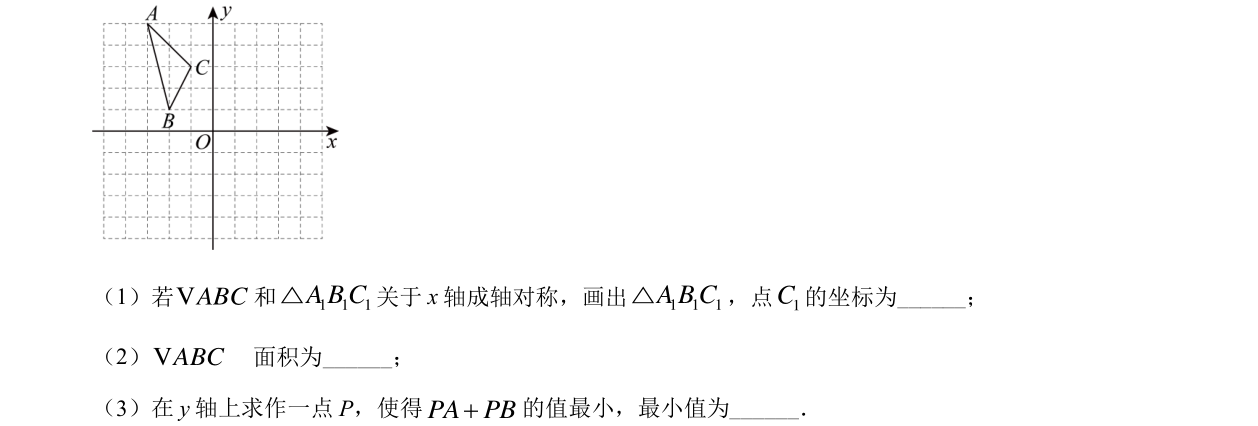 A
y
C
B
O
x
（1）若VABC 和△A₁B₁C₁关于 x 轴成轴对称，画出△A₁B₁C₁，点C₁的坐标为______；
（2）VABC 面积为______；
（3）在 y 轴上求作一点 P，使得PA+PB的值最小，最小值为______．